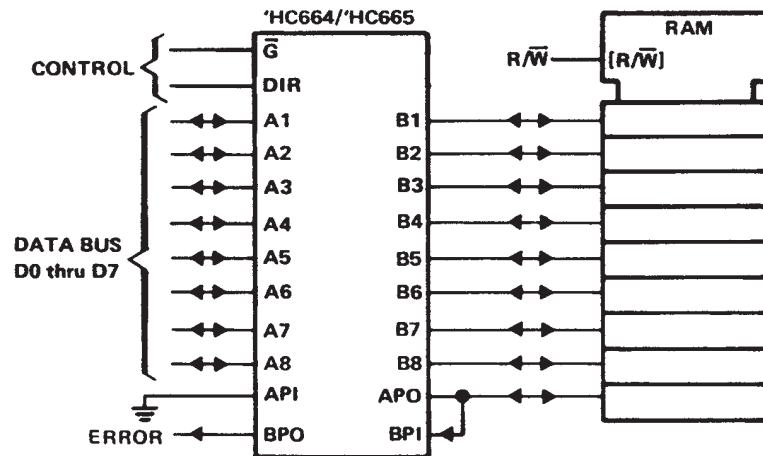 'HC664/'HC665
RAM
CONTROL
G̅
R/W̅
[R/W̅]
DIR
A1
B1
A2
B2
A3
B3
A4
B4
DATA BUS
D0 thru D7
A5
B5
A6
B6
A7
B7
A8
B8
API
APO
ERROR
BPO
BPI